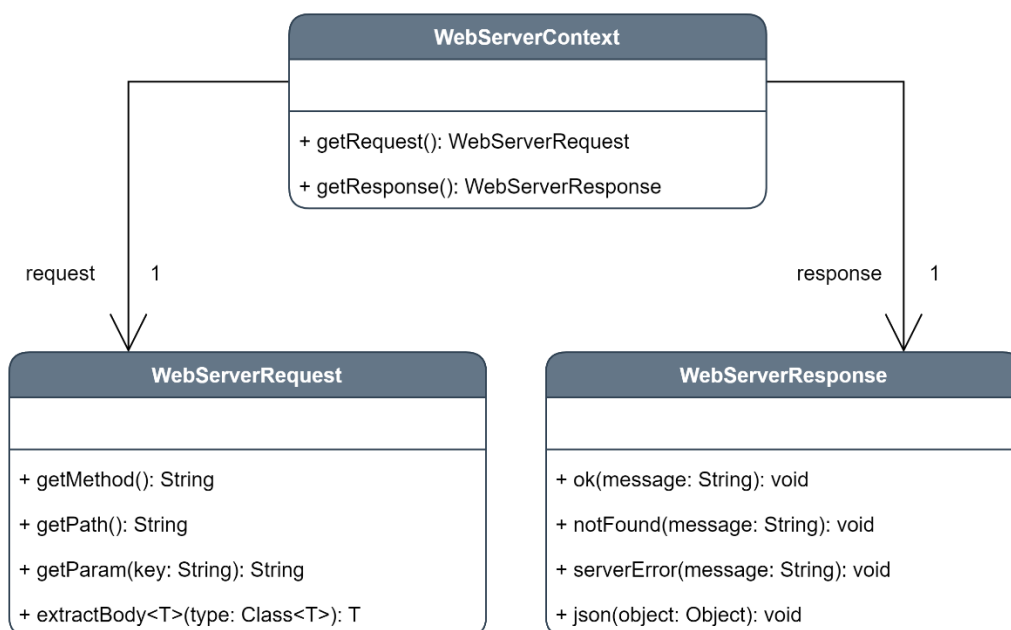 WebServerContext
+ getRequest(): WebServerRequest
+ getResponse(): WebServerResponse
request 1
response 1
WebServerRequest
+ getMethod(): String
+ getPath(): String
+ getParam(key: String): String
+ extractBody<T>(type: Class<T>): T
WebServerResponse
+ ok(message: String): void
+ notFound(message: String): void
+ serverError(message: String): void
+ json(object: Object): void